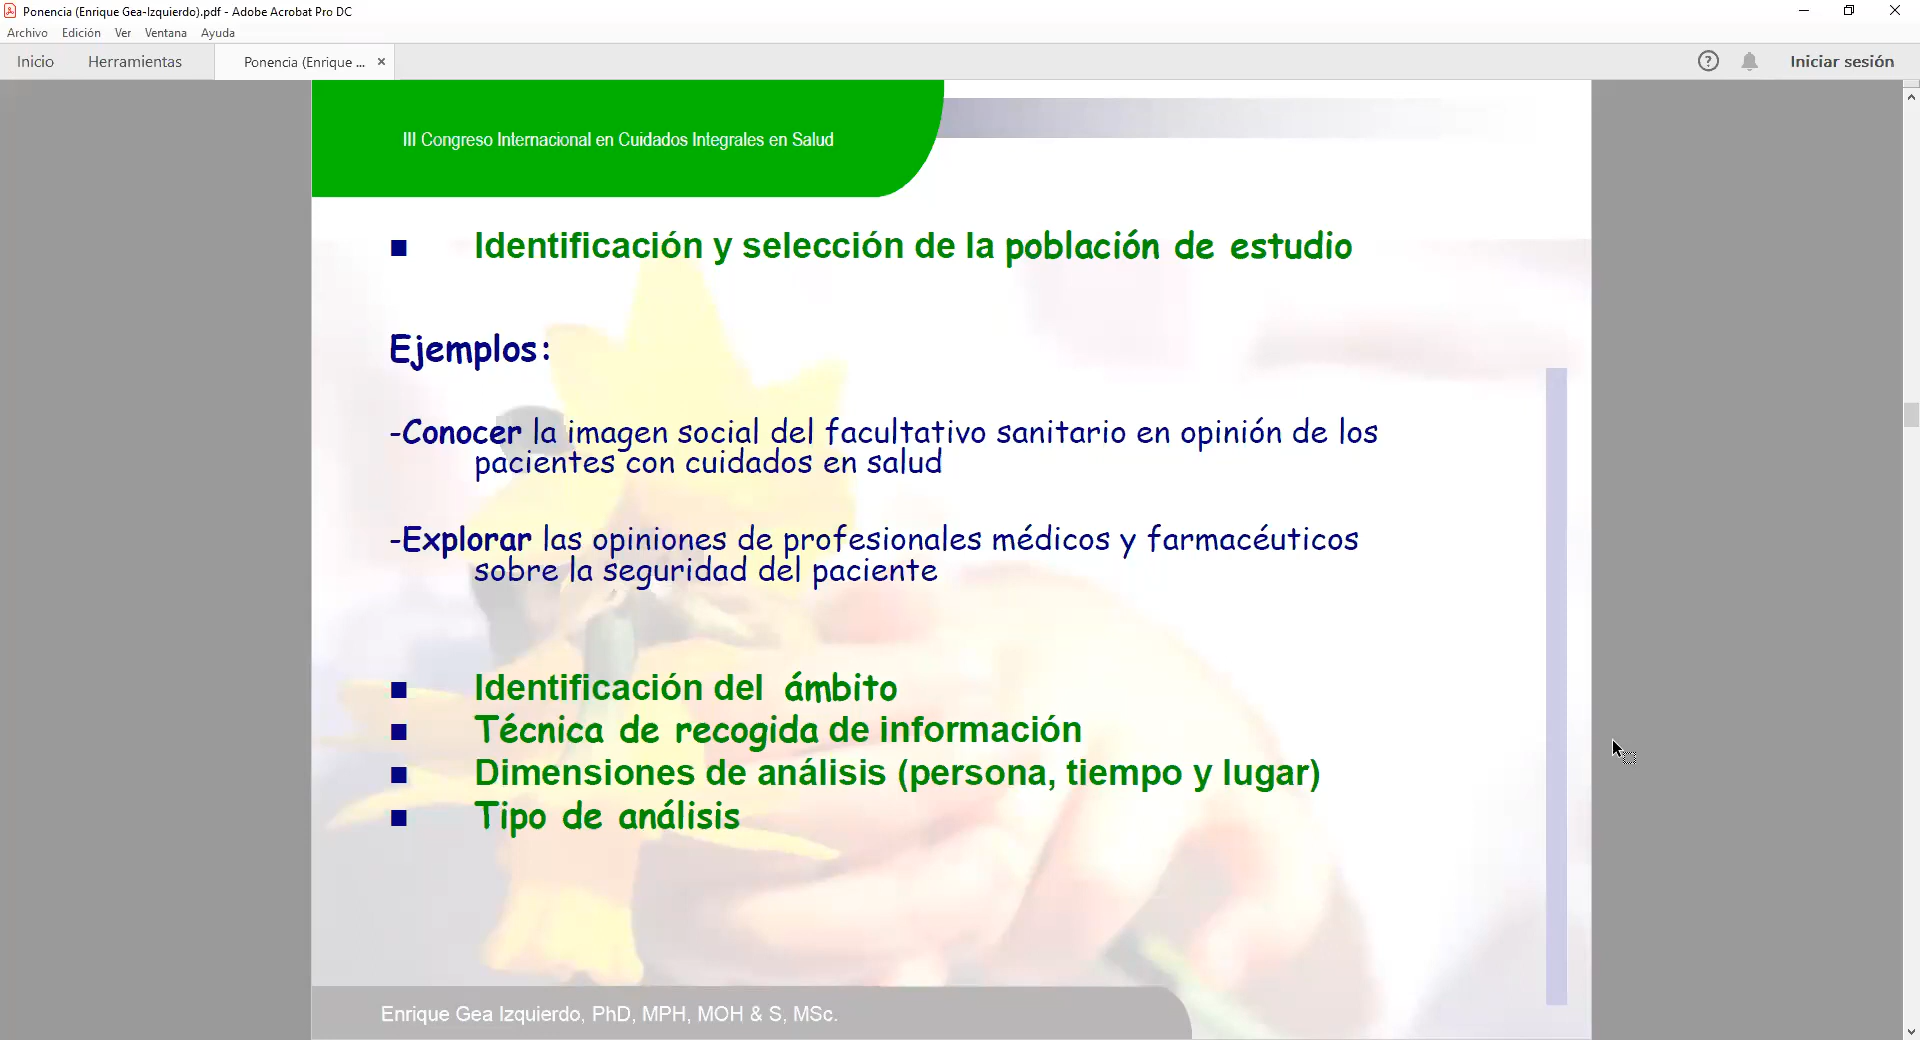 Ponencia (Enrique Gea-Izquierdo).pdf - Adobe Acrobat Pro DC
Archivo Edición Ver Ventana Ayuda
Inicio Herramientas Ponencia (Enrique ... × Iniciar sesión
III Congreso Internacional en Cuidados Integrales en Salud
■ Identificación y selección de la población de estudio
Ejemplos:
-Conocer la imagen social del facultativo sanitario en opinión de los
pacientes con cuidados en salud
-Explorar las opiniones de profesionales médicos y farmacéuticos
sobre la seguridad del paciente
■ Identificación del ámbito
■ Técnica de recogida de información
■ Dimensiones de análisis (persona, tiempo y lugar)
■ Tipo de análisis
Enrique Gea Izquierdo, PhD, MPH, MOH & S, MSc.